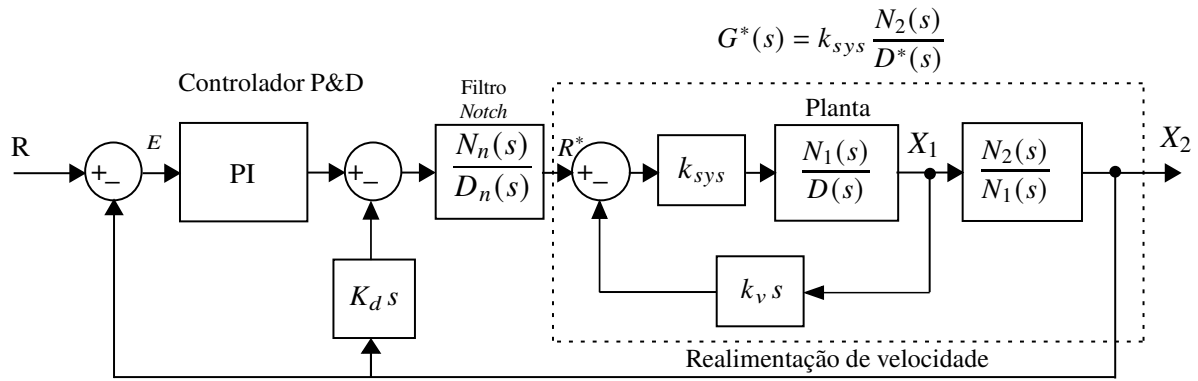 G*(s) = k_sys N_2(s) / D*(s)
Controlador P&D
Filtro
Notch
Planta
R
+
−
E
PI
+
−
N_n(s) / D_n(s)
R*
+
−
k_sys
N_1(s) / D(s)
X_1
N_2(s) / N_1(s)
X_2
K_d s
k_v s
Realimentação de velocidade